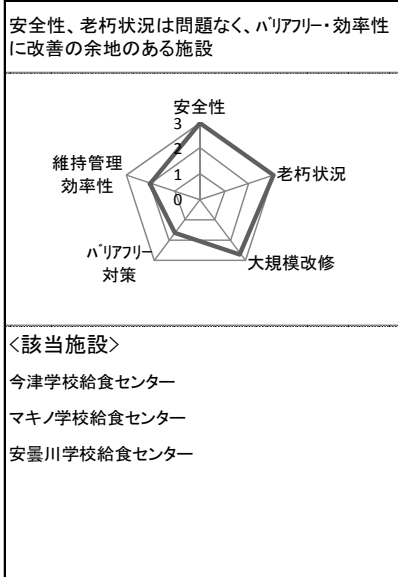 安全性、老朽状況は問題なく、バリアフリー・効率性
に改善の余地のある施設
安全性
3
2
1
0
維持管理
効率性
老朽状況
バリアフリー
対策
大規模改修
<該当施設>
今津学校給食センター
マキノ学校給食センター
安曇川学校給食センター